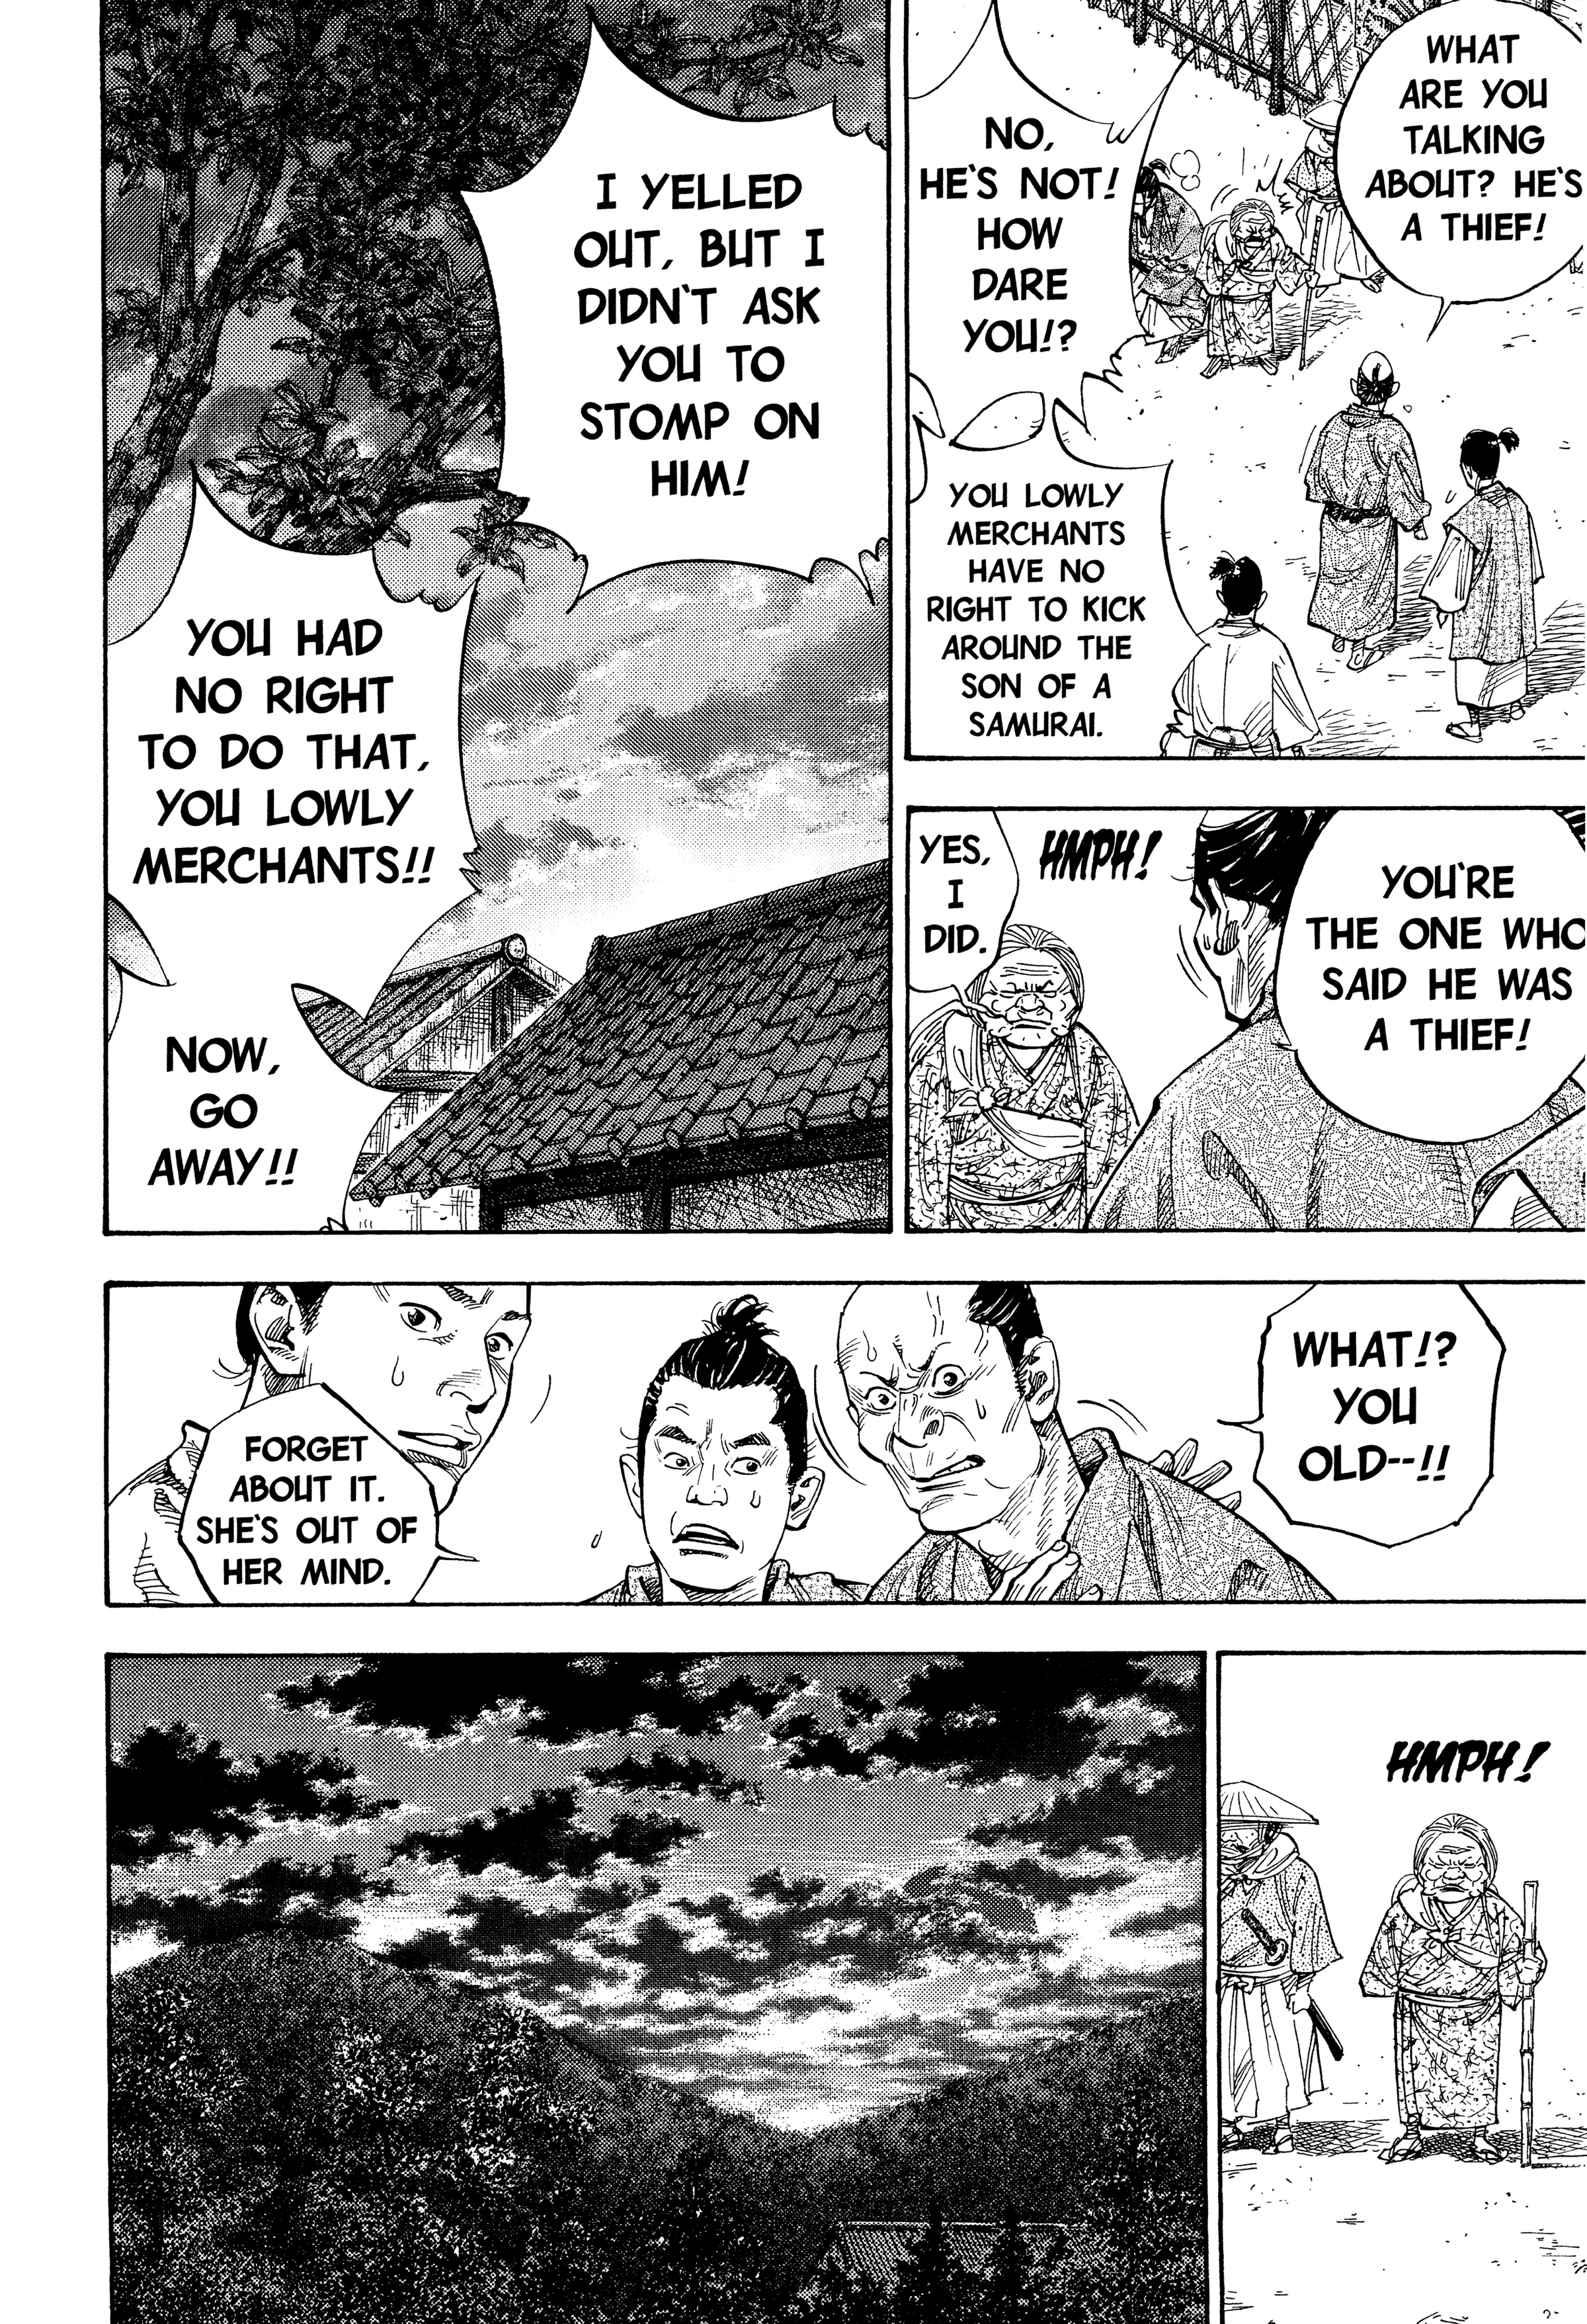 WHAT
ARE YOU
TALKING
ABOUT? HE'S
A THIEF!
NO,
HE'S NOT!
HOW
DARE
YOU!?
YOU LOWLY
MERCHANTS
HAVE NO
RIGHT TO KICK
AROUND THE
SON OF A
SAMURAI.
YOU'RE
THE ONE WHO
SAID HE WAS
A THIEF!
HMPH!
YES,
I
DID.
I YELLED
OUT, BUT I
DIDN'T ASK
YOU TO
STOMP ON
HIM!
YOU HAD
NO RIGHT
TO DO THAT,
YOU LOWLY
MERCHANTS!!
NOW,
GO
AWAY!!
WHAT!?
YOU
OLD--!!
FORGET
ABOUT IT.
SHE'S OUT OF
HER MIND.
HMPH!